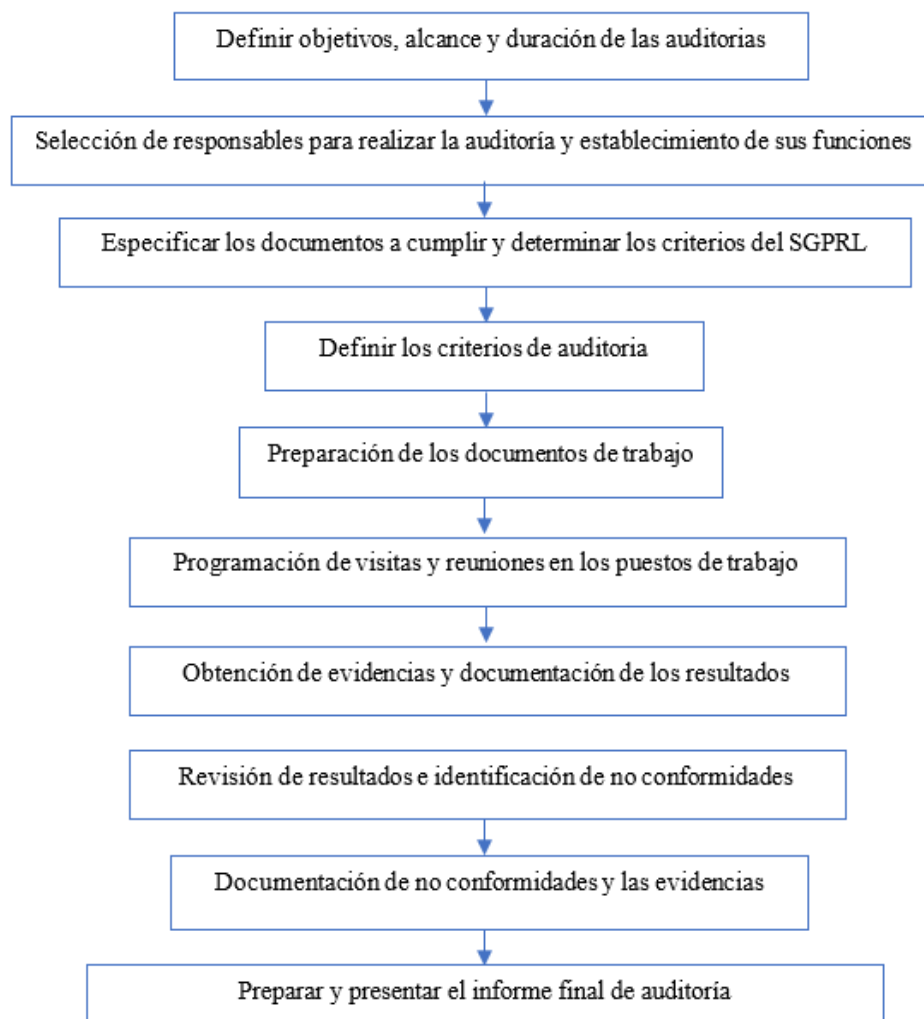 Definir objetivos, alcance y duración de las auditorias
Selección de responsables para realizar la auditoría y establecimiento de sus funciones
Especificar los documentos a cumplir y determinar los criterios del SGPRL
Definir los criterios de auditoria
Preparación de los documentos de trabajo
Programación de visitas y reuniones en los puestos de trabajo
Obtención de evidencias y documentación de los resultados
Revisión de resultados e identificación de no conformidades
Documentación de no conformidades y las evidencias
Preparar y presentar el informe final de auditoría